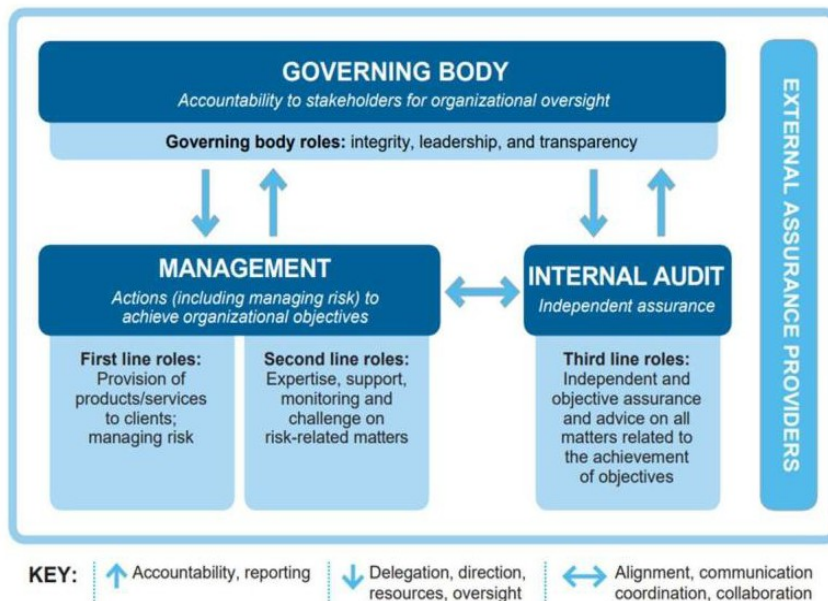 GOVERNING BODY
Accountability to stakeholders for organizational oversight
Governing body roles: integrity, leadership, and transparency
MANAGEMENT
Actions (including managing risk) to
achieve organizational objectives
First line roles:
Provision of
products/services
to clients;
managing risk
Second line roles:
Expertise, support,
monitoring and
challenge on
risk-related matters
INTERNAL AUDIT
Independent assurance
Third line roles:
Independent and
objective assurance
and advice on all
matters related to
the achievement
of objectives
EXTERNAL ASSURANCE PROVIDERS
KEY:
Accountability, reporting
Delegation, direction,
resources, oversight
Alignment, communication
coordination, collaboration